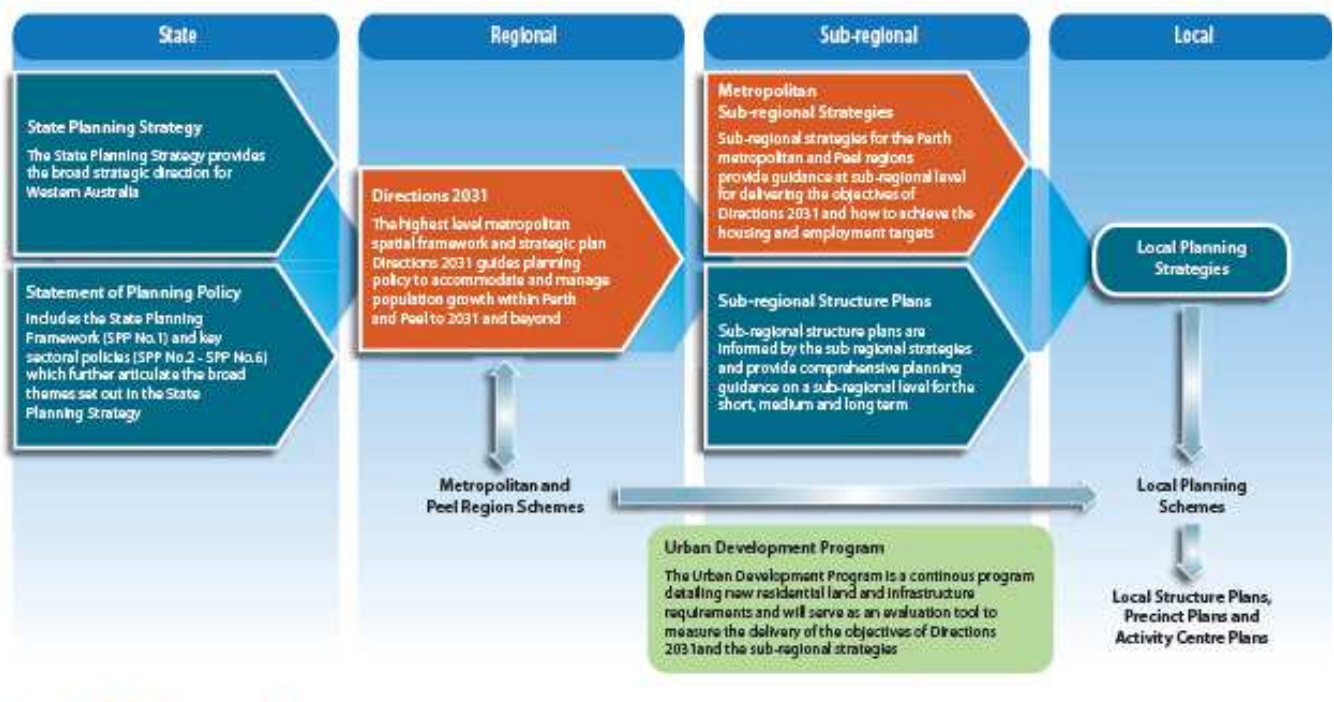 State
Regional
Sub-regional
Local
State Planning Strategy
The State Planning Strategy provides
the broad strategic direction for
Western Australia
Statement of Planning Policy
Includes the State Planning
Framework (SPP No.1) and key
sectoral policies (SPP No.2 - SPP No.6)
which further articulate the broad
themes set out in the State
Planning Strategy
Directions 2031
The highest level metropolitan
spatial framework and strategic plan
Directions 2031 guides planning
policy to accommodate and manage
population growth within Perth
and Peel to 2031 and beyond
Metropolitan and
Peel Region Schemes
Metropolitan
Sub-regional Strategies
Sub-regional strategies for the Perth
metropolitan and Peel regions
provide guidance at sub-regional level
for delivering the objectives of
Directions 2031 and how to achieve the
housing and employment targets
Sub-regional Structure Plans
Sub-regional structure plans are
informed by the sub regional strategies
and provide comprehensive planning
guidance on a sub-regional level for the
short, medium and long term
Urban Development Program
The Urban Development Program is a continous program
detailing new residential land and infrastructure
requirements and will serve as an evaluation tool to
measure the delivery of the objectives of Directions
2031and the sub-regional strategies
Local Planning
Strategies
Local Planning
Schemes
Local Structure Plans,
Precinct Plans and
Activity Centre Plans